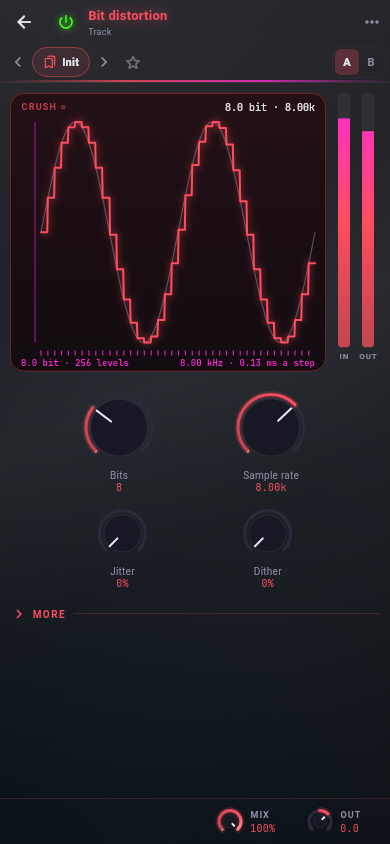 Bit distortion
Track
Init
A B
CRUSH ≈ 8.0 bit · 8.00k
8.0 bit · 256 levels 8.00 kHz · 0.13 ms a step
IN OUT
Bits Sample rate
8 8.00k
Jitter Dither
0% 0%
MORE
MIX OUT
100% 0.0